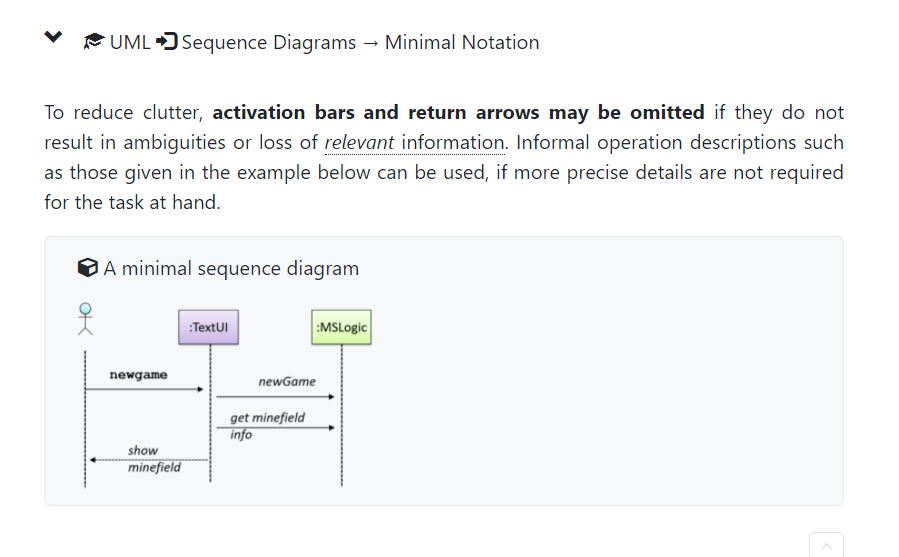 UML Sequence Diagrams → Minimal Notation
To reduce clutter, activation bars and return arrows may be omitted if they do not
result in ambiguities or loss of relevant information. Informal operation descriptions such
as those given in the example below can be used, if more precise details are not required
for the task at hand.
A minimal sequence diagram
:TextUI
:MSLogic
newgame
newGame
get minefield
info
show
minefield